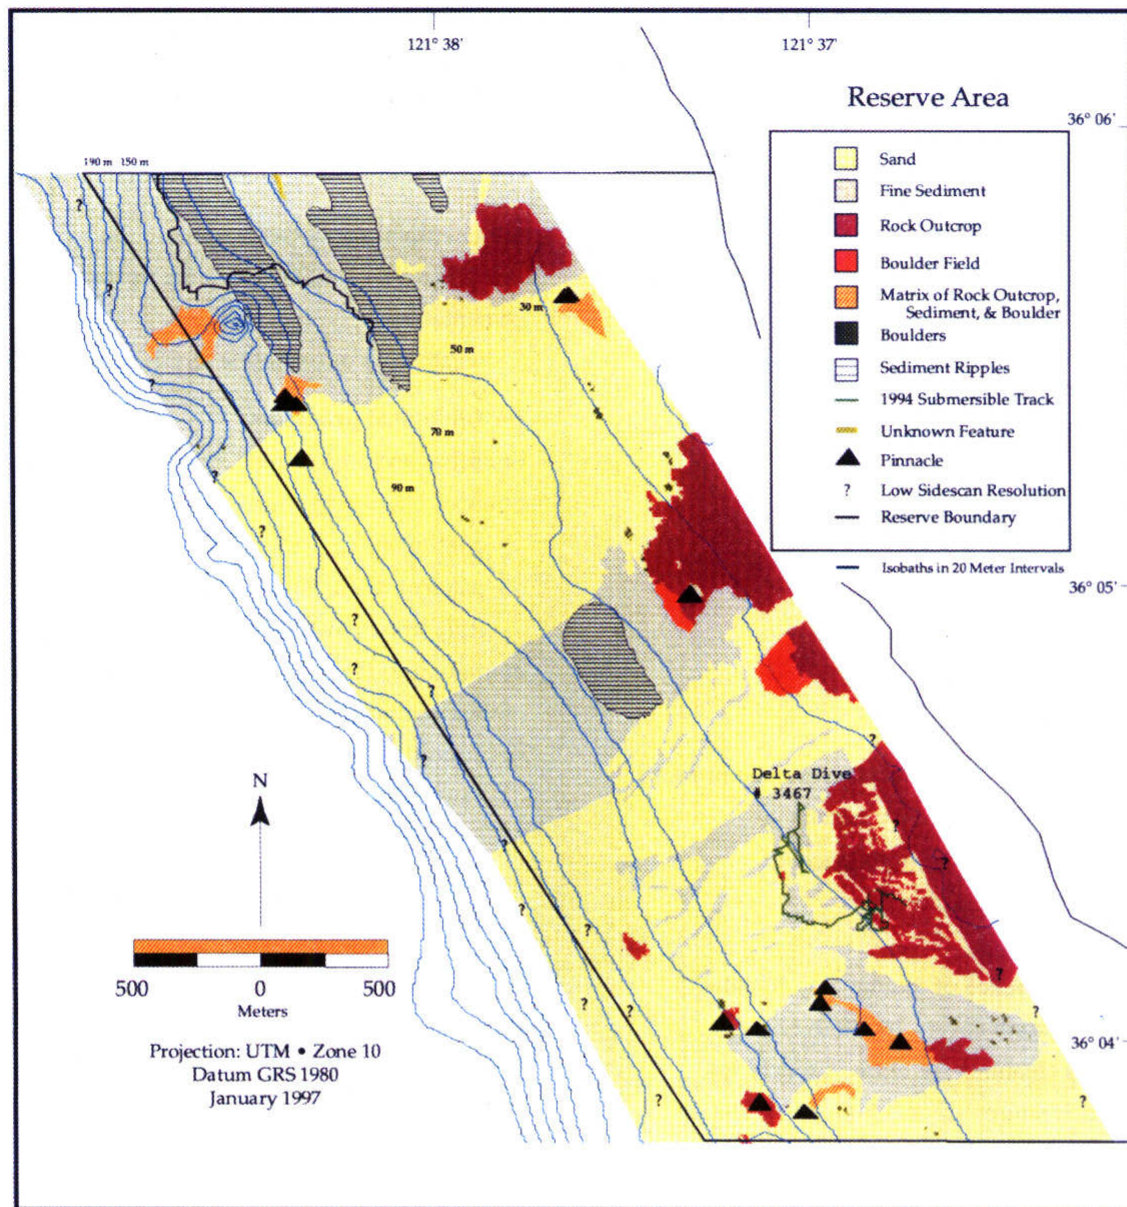 121° 38'
121° 37'
36° 06'
Reserve Area
Sand
Fine Sediment
Rock Outcrop
Boulder Field
Matrix of Rock Outcrop,
Sediment, & Boulder
Boulders
Sediment Ripples
1994 Submersible Track
Unknown Feature
Pinnacle
? Low Sidescan Resolution
Reserve Boundary
Isobaths in 20 Meter Intervals
190 m 150 m
30 m
50 m
70 m
90 m
36° 05'
Delta Dive
# 3467
N
500 0 500
Meters
Projection: UTM • Zone 10
Datum GRS 1980
January 1997
36° 04'